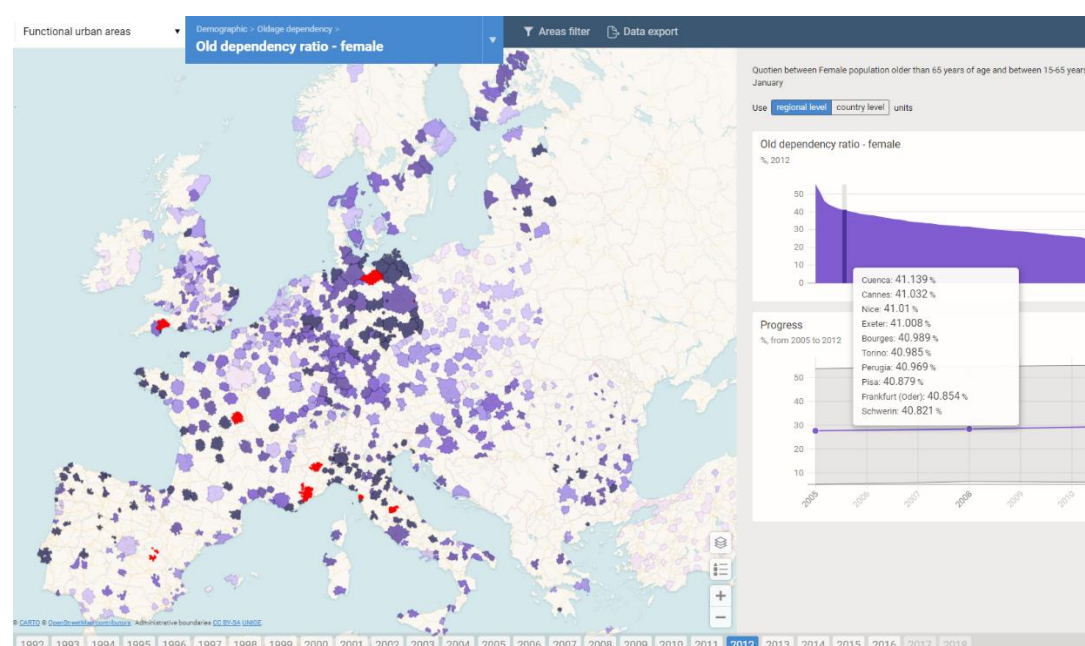 Functional urban areas
Demographic > Oldage dependency >
Old dependency ratio - female
Areas filter
Data export
Quotien between Female population older than 65 years of age and between 15-65 years
January
Use regional level country level units
Old dependency ratio - female
%, 2012
50
40
30
20
10
0
Cuenca: 41.139 %
Cannes: 41.032 %
Nice: 41.01 %
Exeter: 41.008 %
Bourges: 40.989 %
Torino: 40.985 %
Perugia: 40.969 %
Pisa: 40.879 %
Frankfurt (Oder): 40.854 %
Schwerin: 40.821 %
Progress
%, from 2005 to 2012
50
40
30
20
10
2005 2006 2007 2008 2009 2010
© CARTO © OpenStreetMap contributors. Administrative boundaries CC BY-SA UNIGE
1992 1993 1994 1995 1996 1997 1998 1999 2000 2001 2002 2003 2004 2005 2006 2007 2008 2009 2010 2011 2012 2013 2014 2015 2016 2017 2018